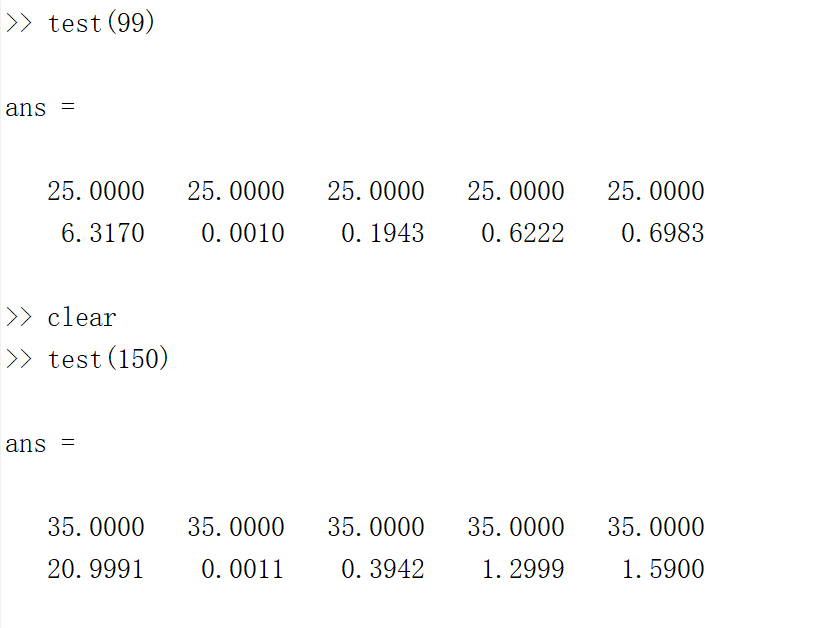 >> test(99)
ans =
25.0000 25.0000 25.0000 25.0000 25.0000
6.3170 0.0010 0.1943 0.6222 0.6983
>> clear
>> test(150)
ans =
35.0000 35.0000 35.0000 35.0000 35.0000
20.9991 0.0011 0.3942 1.2999 1.5900